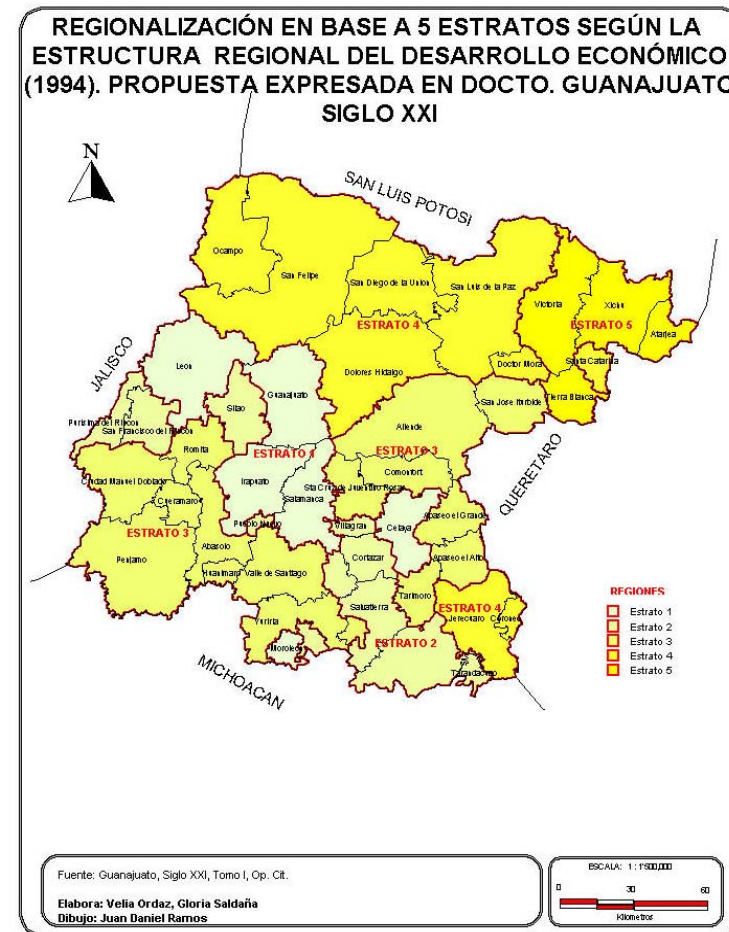 REGIONALIZACIÓN EN BASE A 5 ESTRATOS SEGÚN LA
ESTRUCTURA REGIONAL DEL DESARROLLO ECONÓMICO
(1994). PROPUESTA EXPRESADA EN DOCTO. GUANAJUATO
SIGLO XXI
N
SAN LUIS POTOSI
Ocampo
San Felipe
San Diego de la Union
San Luis de la Paz
Victoria
Xichu
ESTRATO 4
ESTRATO 5
Atarjea
JALISCO
Leon
Guanajuato
Dolores Hidalgo
Doctor Mora
Santa Catarina
Silao
San Jose Iturbide
Tierra Blanca
Purisima del Rincon
San Francisco del Rincon
Allende
Romita
ESTRATO 1
ESTRATO 3
QUERETARO
Irapuato
Comonfort
Ciudad Manuel Doblado
Sta Cruz de Juventino Rosas
Cueramaro
Salamanca
Apaseo el Grande
Pueblo Nuevo
Villagran
Celaya
ESTRATO 3
Abasolo
Penjamo
Cortazar
Apaseo el Alto
Huanimaro
Valle de Santiago
Tarimoro
ESTRATO 4
Salvatierra
Jerecuaro
Coroneo
Yuriria
ESTRATO 2
Moroleon
Tarandacuao
MICHOACAN
REGIONES
Estrato 1
Estrato 2
Estrato 3
Estrato 4
Estrato 5
Fuente: Guanajuato, Siglo XXI, Tomo I, Op. Cit.
Elabora: Velia Ordaz, Gloria Saldaña
Dibujo: Juan Daniel Ramos
ESCALA: 1 : 1'600,000
0 30 60
Kilometros